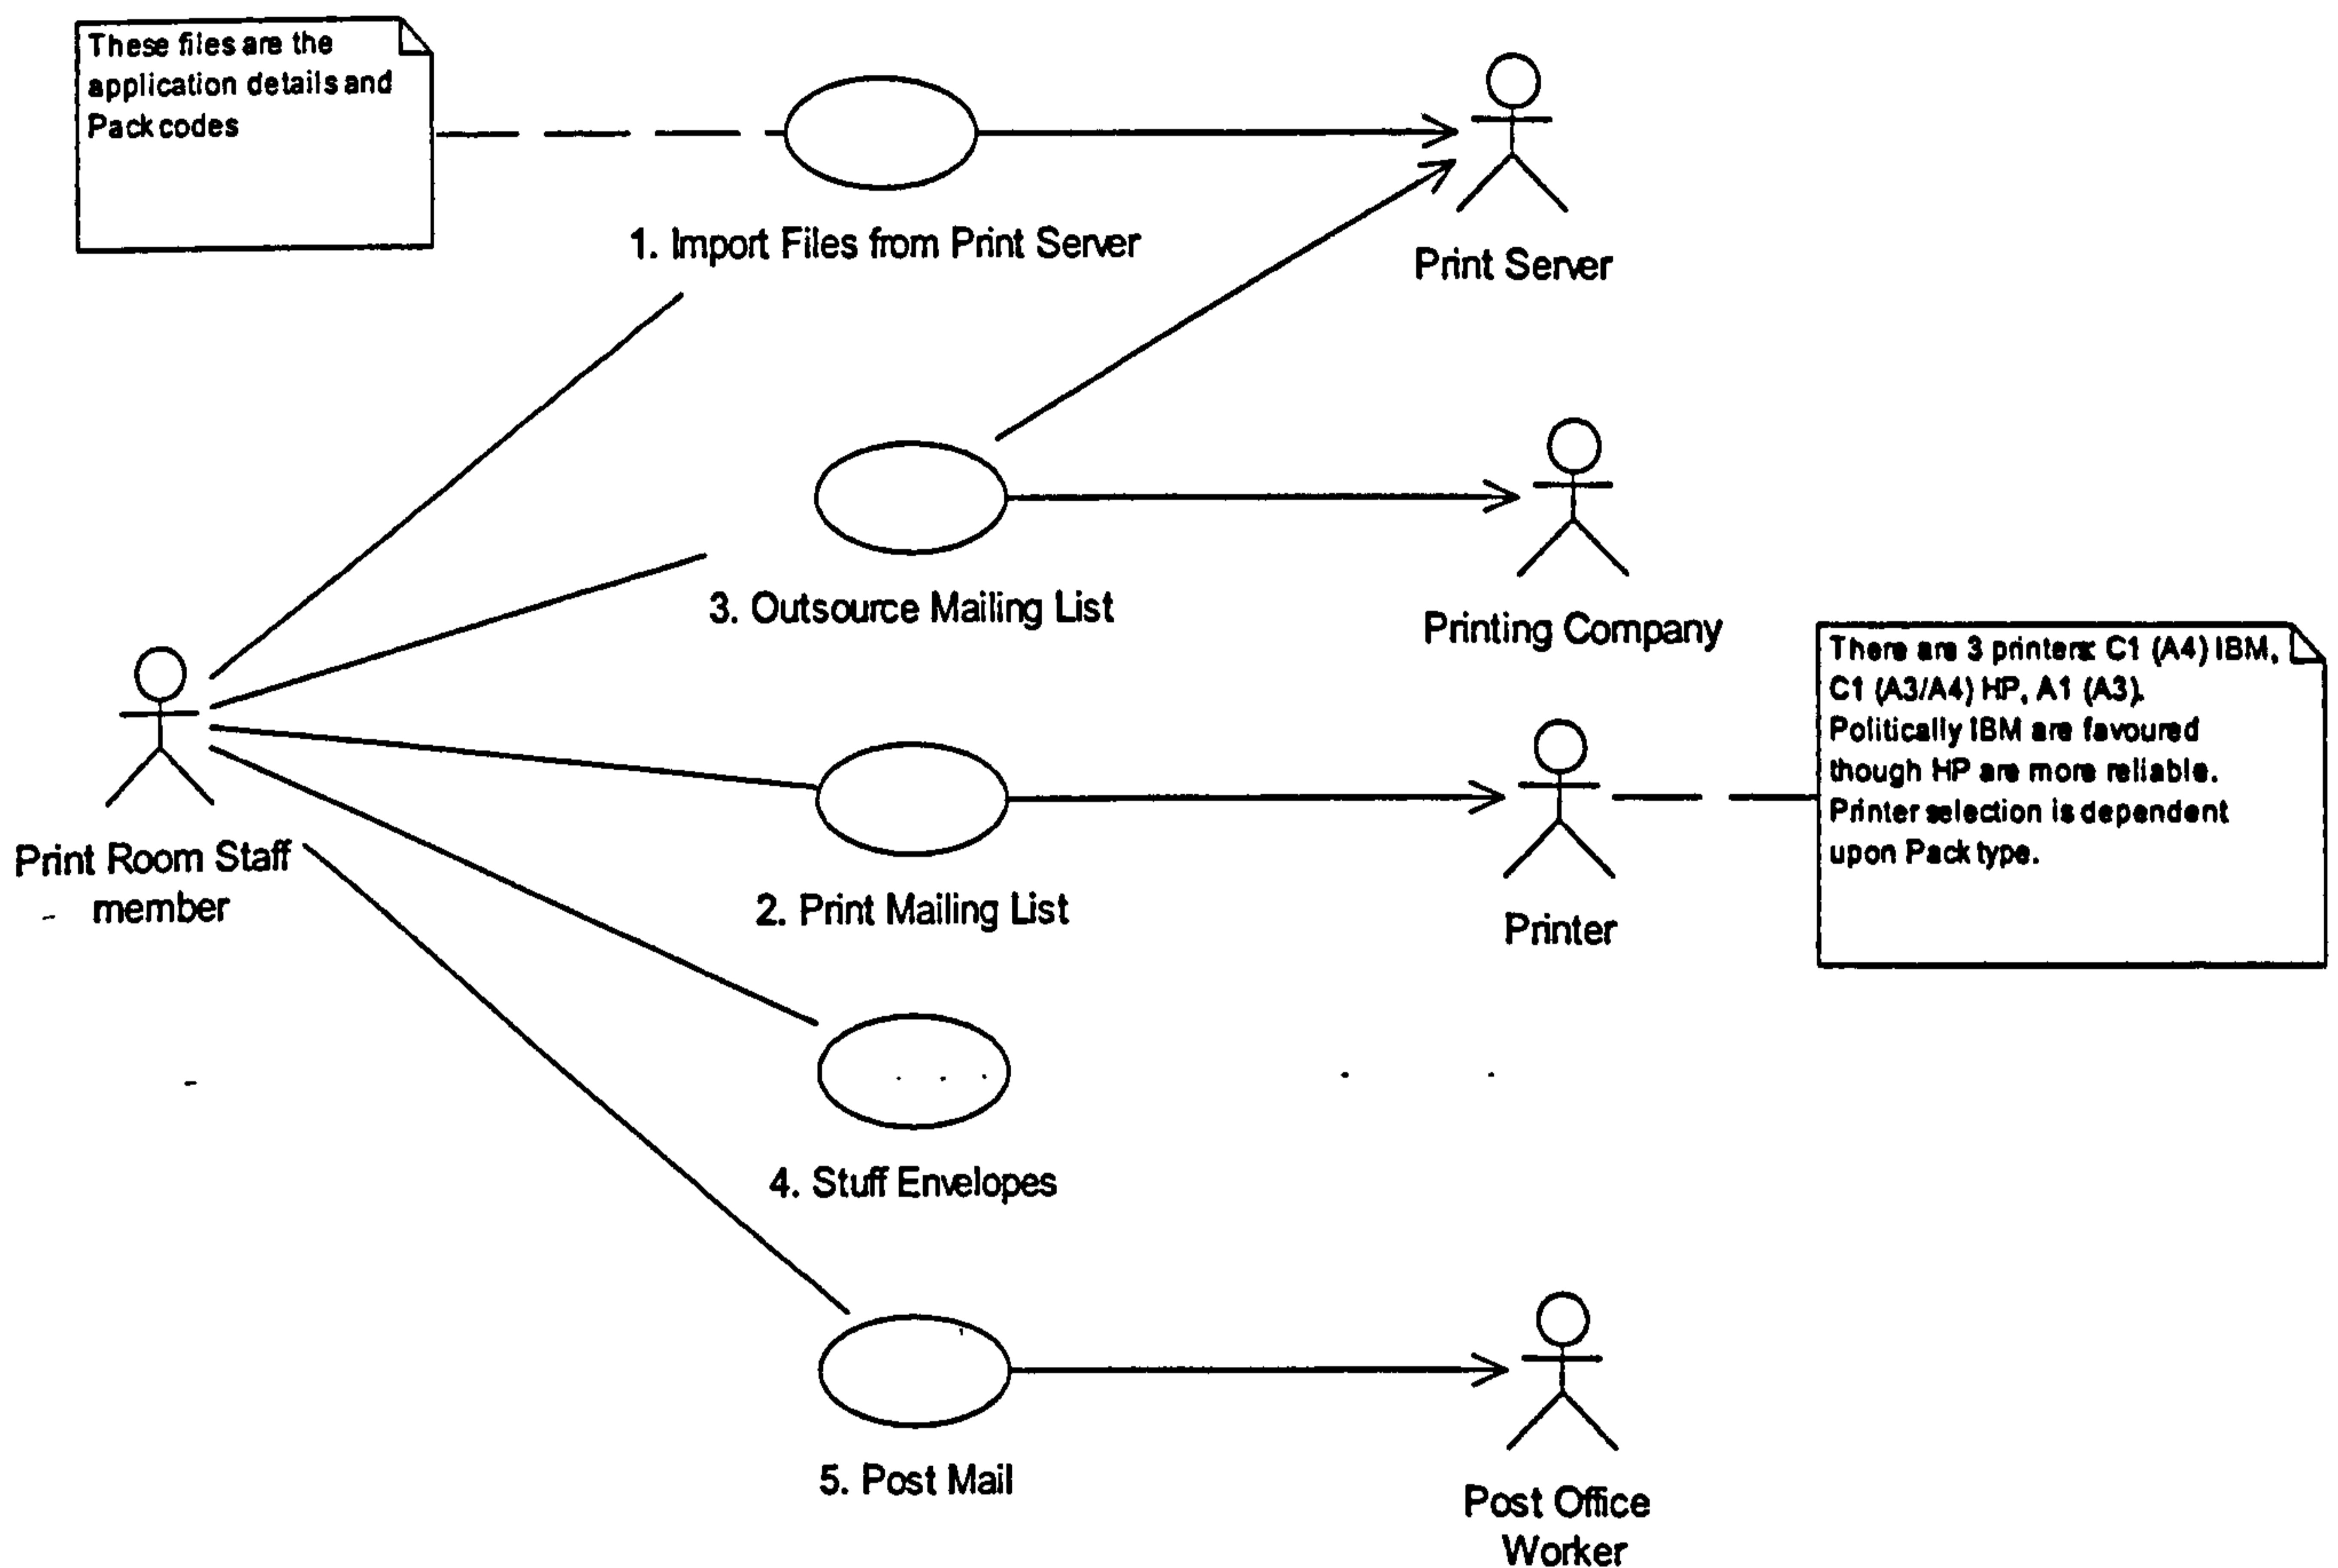 These files are the
application details and
Pack codes
1. Import Files from Print Server
Print Server
3. Outsource Mailing List
Printing Company
There are 3 printers: C1 (A4) IBM,
C1 (A3/A4) HP, A1 (A3).
Politically IBM are favoured
though HP are more reliable.
Printer selection is dependent
upon Pack type.
Print Room Staff
member
2. Print Mailing List
Printer
4. Stuff Envelopes
5. Post Mail
Post Office
Worker